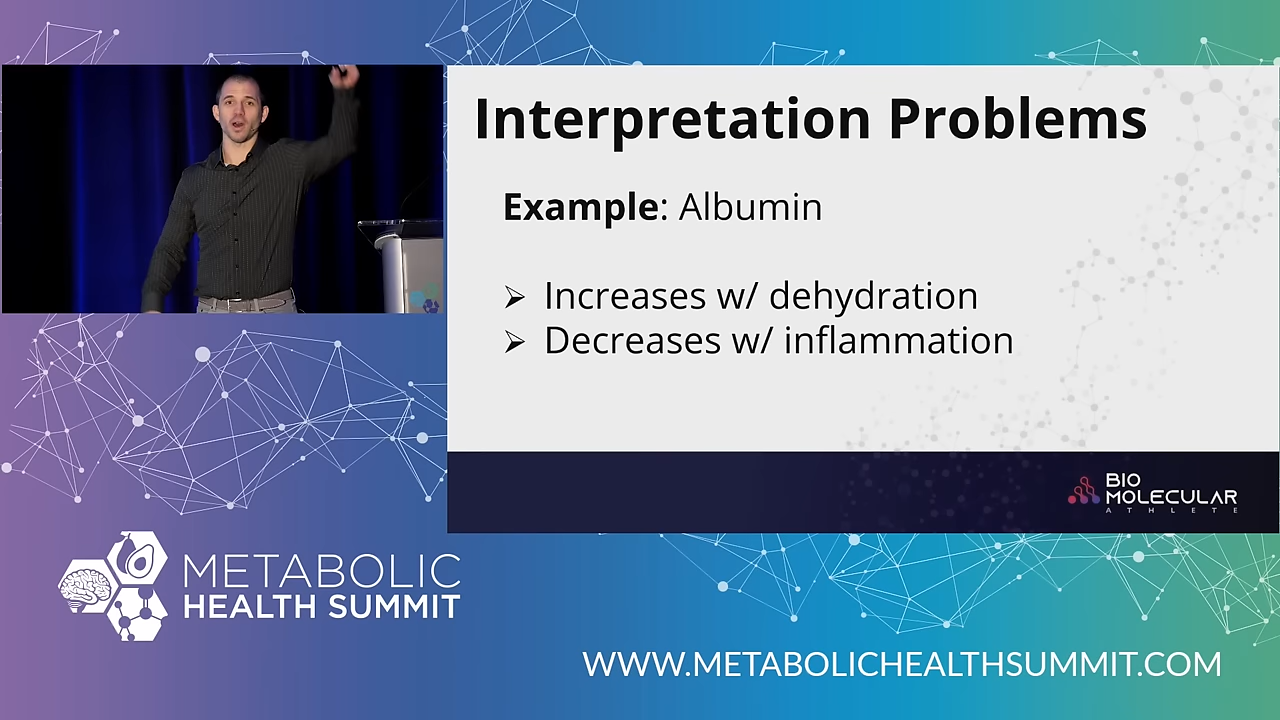 Interpretation Problems
Example: Albumin
➢ Increases w/ dehydration
➢ Decreases w/ inflammation
BIO
MOLECULAR
ATHLETE
METABOLIC
HEALTH SUMMIT
WWW.METABOLICHEALTHSUMMIT.COM